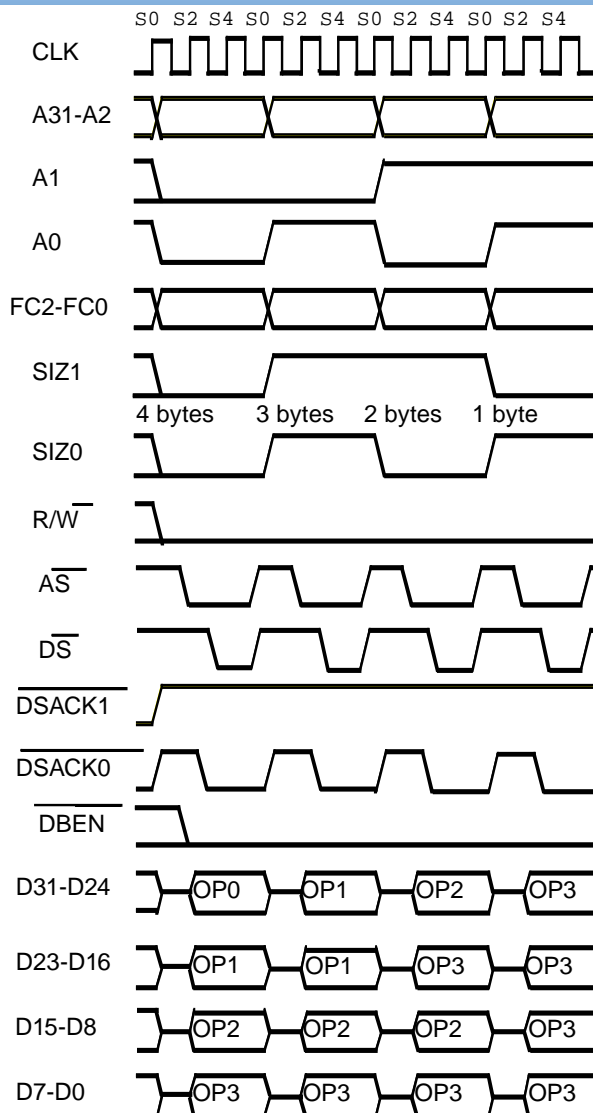 S0 S2 S4 S0 S2 S4 S0 S2 S4 S0 S2 S4
CLK
A31-A2
A1
A0
FC2-FC0
SIZ1
4 bytes 3 bytes 2 bytes 1 byte
SIZ0
R/W
AS
DS
DSACK1
DSACK0
DBEN
D31-D24 OP0 OP1 OP2 OP3
D23-D16 OP1 OP1 OP3 OP3
D15-D8 OP2 OP2 OP2 OP3
D7-D0 OP3 OP3 OP3 OP3